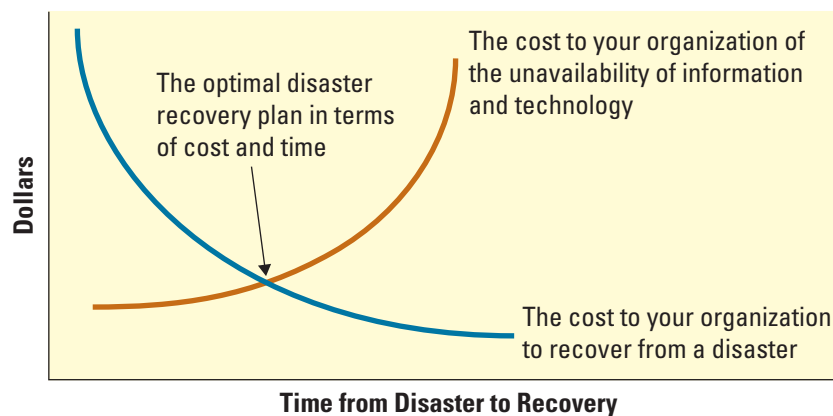 The cost to your organization of
the unavailability of information
and technology
The optimal disaster
recovery plan in terms
of cost and time
Dollars
The cost to your organization
to recover from a disaster
Time from Disaster to Recovery